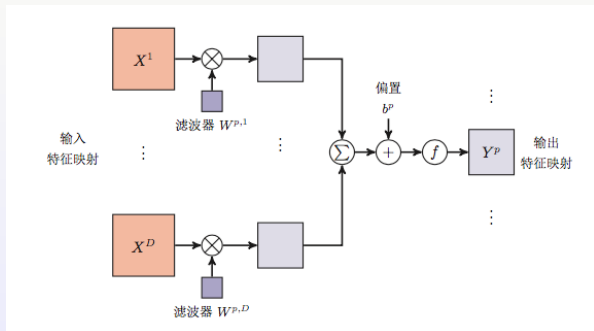 X^1
滤波器 W^{p,1}
偏置
b^p
⋮
输入
特征映射
⋮
⋮
∑
+
f
Y^p
输出
特征映射
X^D
⋮
滤波器 W^{p,D}